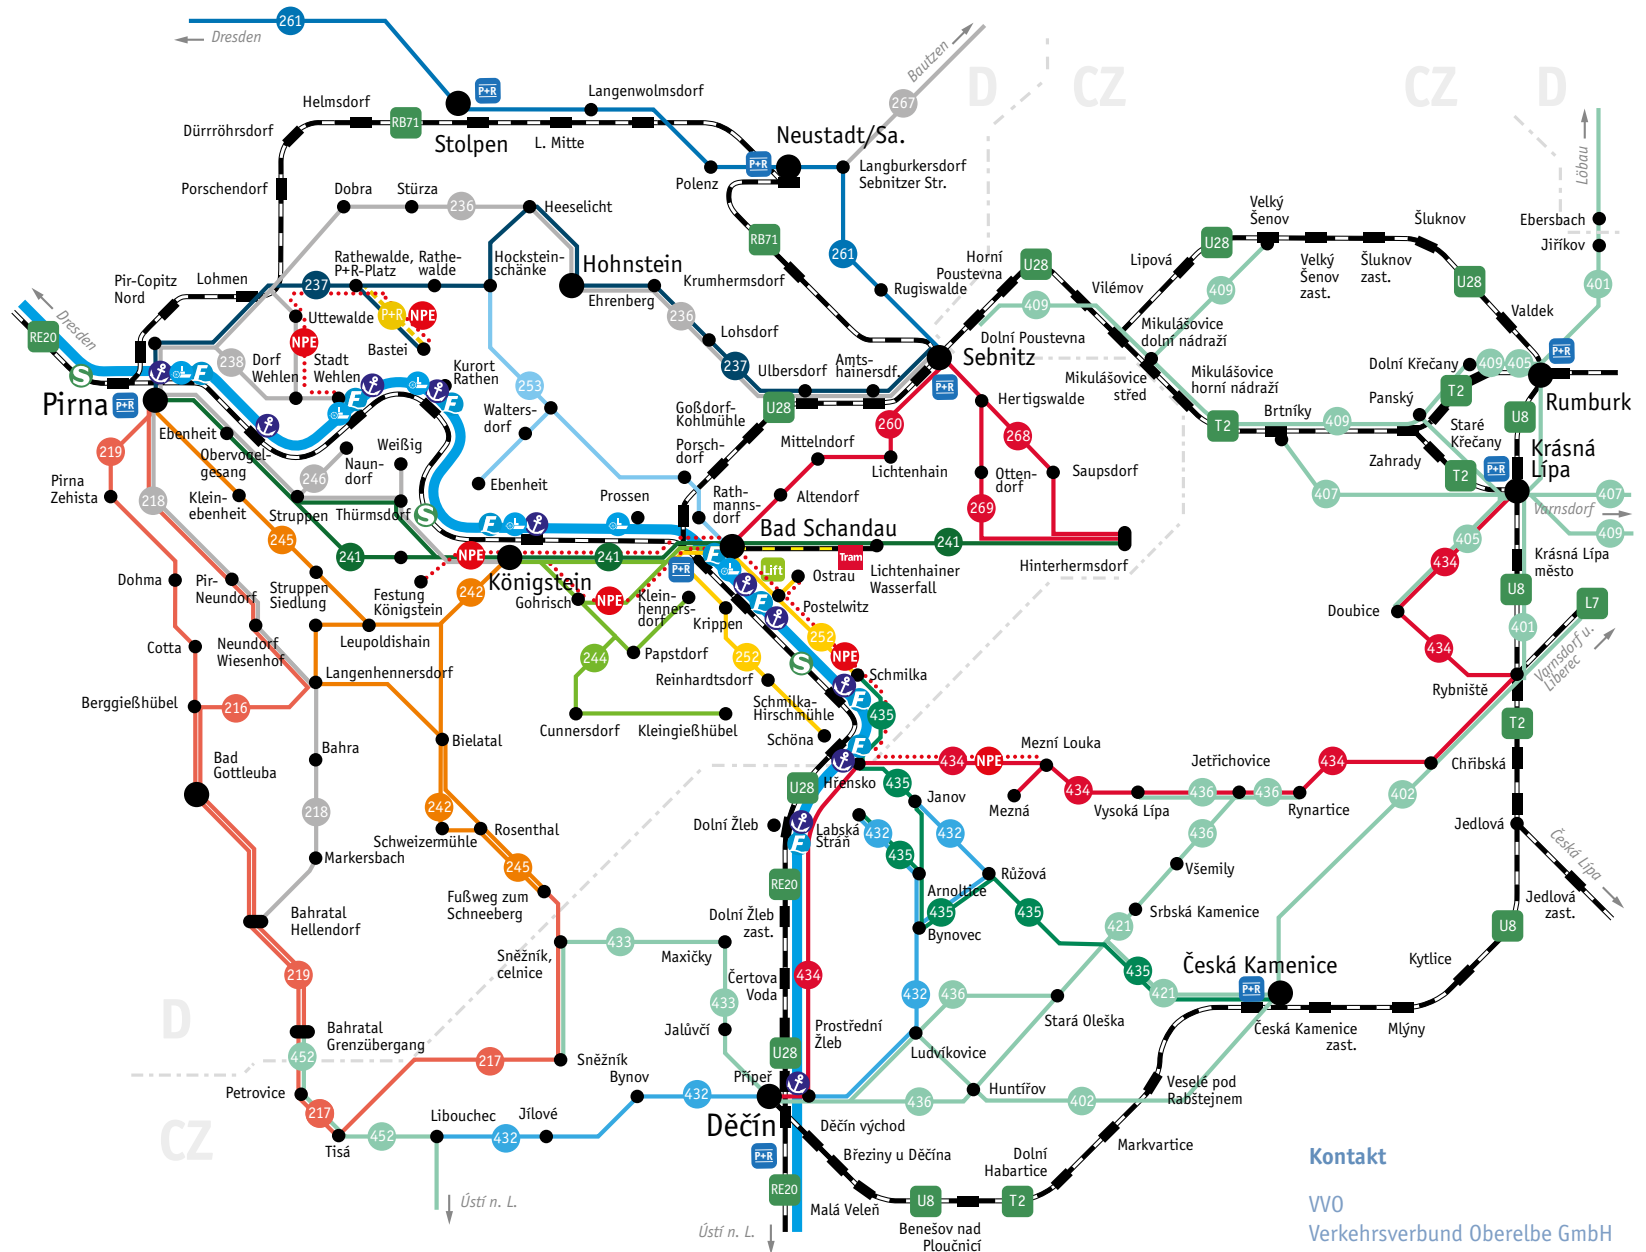 261
Dresden
P+R
Helmsdorf
Langenwolmsdorf
Dürrröhrsdorf
RB71
Stolpen
L. Mitte
Neustadt/Sa.
P+R
Polenz
Langburkersdorf
Sebnitzer Str.
267
Bautzen
D
CZ
CZ
D
Löbau
Porschendorf
Dobra
Stürza
236
Heeselicht
RB71
261
Velký
Šenov
Šluknov
Ebersbach
Jiříkov
Pir-Copitz
Nord
Lohmen
237
Rathewalde,
P+R-Platz
Rathe-
walde
Hockstein-
schänke
Hohnstein
Ehrenberg
Krumhermsdorf
Rugiswalde
Horní
Poustevna
U28
Vilémov
Lipová
U28
409
Velký
Šenov
zast.
Šluknov
zast.
U28
401
Valdek
RE20
Dresden
S
Uttewalde
P+R
NPE
NPE
Bastei
236
Lohsdorf
409
Dolní Poustevna
Mikulášovice
dolní nádraží
238
Dorf
Wehlen
Stadt
Wehlen
F
Kurort
Rathen
253
237
Ulbersdorf
Amts-
hainersdf.
Sebnitz
P+R
Mikulášovice
střed
Mikulášovice
horní nádraží
Dolní Křečany
409
405
P+R
Rumburk
Pirna
P+R
F
F
F
Walters-
dorf
Goßdorf-
Kohlmühle
U28
Hertigswalde
T2
Brtníky
409
Panský
T2
U8
219
Ebenheit
Obervogel-
gesang
Weißig
Naun-
dorf
246
Porsch-
dorf
Mittelndorf
260
268
Lichtenhain
Staré
Křečany
Zahrady
T2
P+R
Krásná
Lípa
Pirna
Zehista
218
Klein-
ebenheit
Struppen
Thürmsdorf
Ebenheit
S
Prossen
Rath-
manns-
dorf
Altendorf
Otten-
dorf
Saupsdorf
269
407
407
Varnsdorf
409
245
241
F
NPE
Königstein
241
Bad Schandau
F
Tram
Lichtenhainer
Wasserfall
241
Hinterhermsdorf
405
434
Krásná Lípa
město
Dohma
Pir-
Neundorf
Struppen
Siedlung
Festung
Königstein
242
Gohrisch
NPE
Klein-
henners-
dorf
P+R
Lift
Ostrau
Postelwitz
F
F
Krippen
Doubice
U8
L7
401
Cotta
Neundorf
Wiesenhof
Leupoldishain
Langenhennersdorf
244
Papstdorf
252
252
NPE
S
Reinhardtsdorf
Schmilka
434
Rybniště
Varnsdorf u.
Liberec
Berggießhübel
216
Cunnersdorf
Kleingießhübel
Schmilka-
Hirschmühle
Schöna
F
435
T2
Bad
Gottleuba
Bahra
Bielatal
F
434
NPE
Mezní Louka
Jetřichovice
434
Chřibská
U28
Hřensko
435
Janov
Mezná
434
Vysoká Lípa
436
436
Rynartice
402
218
242
Schweizemühle
Rosenthal
Dolní Žleb
Labská
Stráň
F
432
435
432
436
Jedlová
Česká Lípa
Markersbach
245
Fußweg zum
Schneeberg
RE20
Arnoltice
Růžová
Všemily
Jedlová
zast.
Bahratal
Hellendorf
Dolní Žleb
zast.
435
Bynovec
435
Srbská Kamenice
421
U8
219
Sněžník,
celnice
433
Maxičky
Čertova
Voda
434
432
436
435
421
Česká Kamenice
P+R
Kytlice
D
Bahratal
Grenzübergang
433
Jalůvčí
Prostřední
Žleb
Stará Oleška
Česká Kamenice
zast.
Mlýny
452
217
Sněžník
U28
Ludvíkovice
Petrovice
Bynov
432
Přípeř
436
Huntířov
402
Veselé pod
Rabštejnem
CZ
217
Tisá
452
Libouchec
432
Jílové
Děčín
P+R
Děčín východ
Březiny u Děčína
Markvartice
Dolní
Habartice
Ústí n. L.
Ústí n. L.
RE20
Malá Veleň
U8
T2
Benešov nad
Ploučnicí
Kontakt
VVO
Verkehrsverbund Oberelbe GmbH